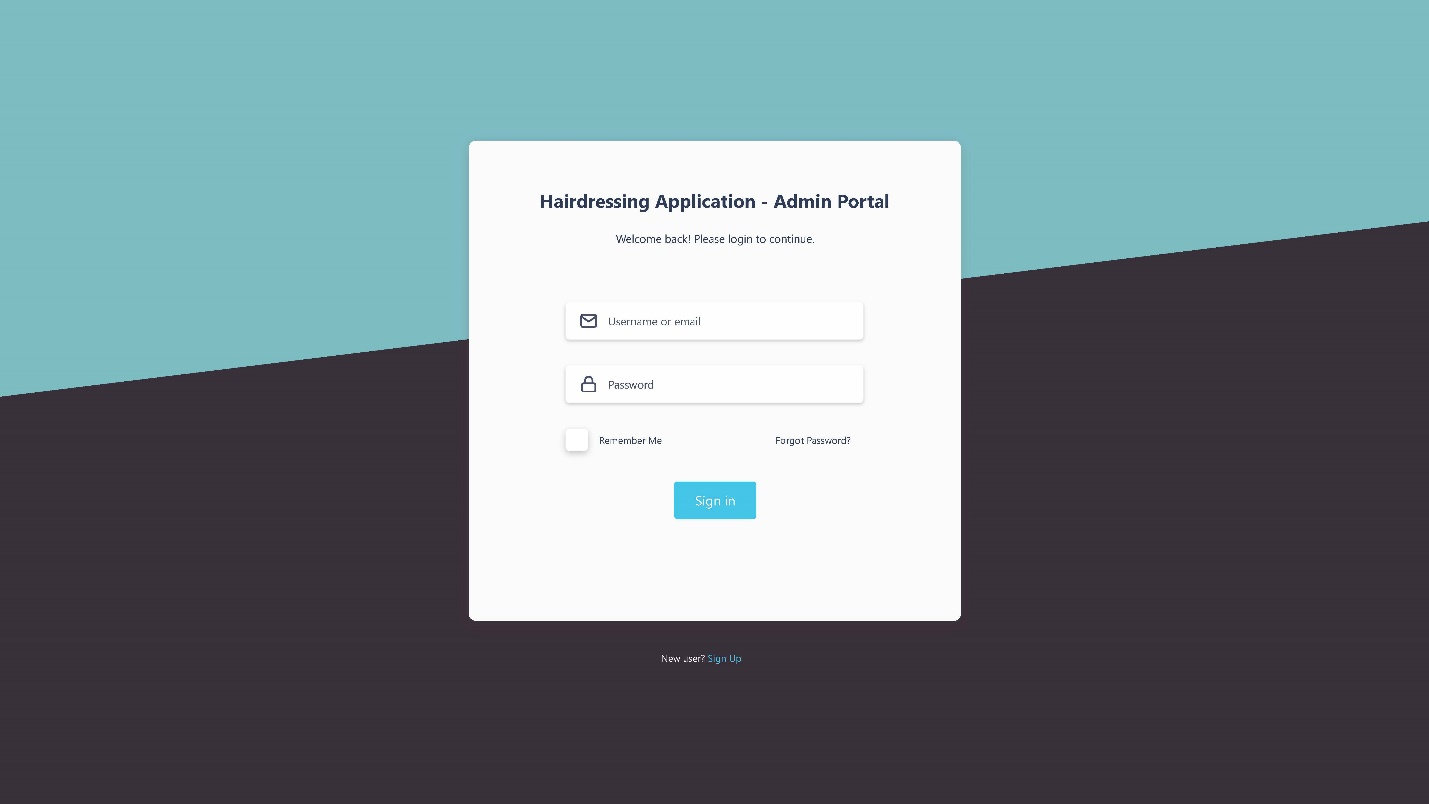 Hairdressing Application - Admin Portal
Welcome back! Please login to continue.
Username or email
Password
Remember Me
Forgot Password?
Sign in
New user? Sign Up